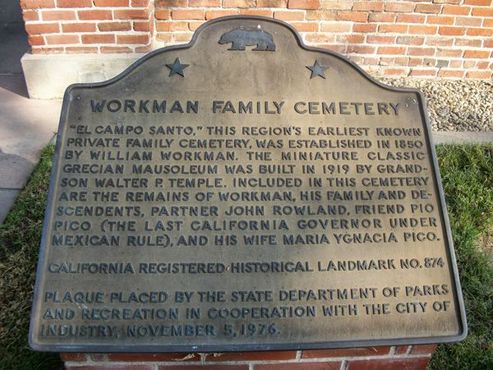 WORKMAN FAMILY CEMETERY
"EL CAMPO SANTO," THIS REGION'S EARLIEST KNOWN
PRIVATE FAMILY CEMETERY, WAS ESTABLISHED IN 1850
BY WILLIAM WORKMAN. THE MINIATURE CLASSIC
GRECIAN MAUSOLEUM WAS BUILT IN 1919 BY GRAND-
SON WALTER P. TEMPLE. INCLUDED IN THIS CEMETERY
ARE THE REMAINS OF WORKMAN, HIS FAMILY AND DE-
SCENDENTS, PARTNER JOHN ROWLAND, FRIEND PIO
PICO (THE LAST CALIFORNIA GOVERNOR UNDER
MEXICAN RULE), AND HIS WIFE MARIA YGNACIA PICO.
CALIFORNIA REGISTERED HISTORICAL LANDMARK NO. 874
PLAQUE PLACED BY THE STATE DEPARTMENT OF PARKS
AND RECREATION IN COOPERATION WITH THE CITY OF
INDUSTRY, NOVEMBER 5, 1976.